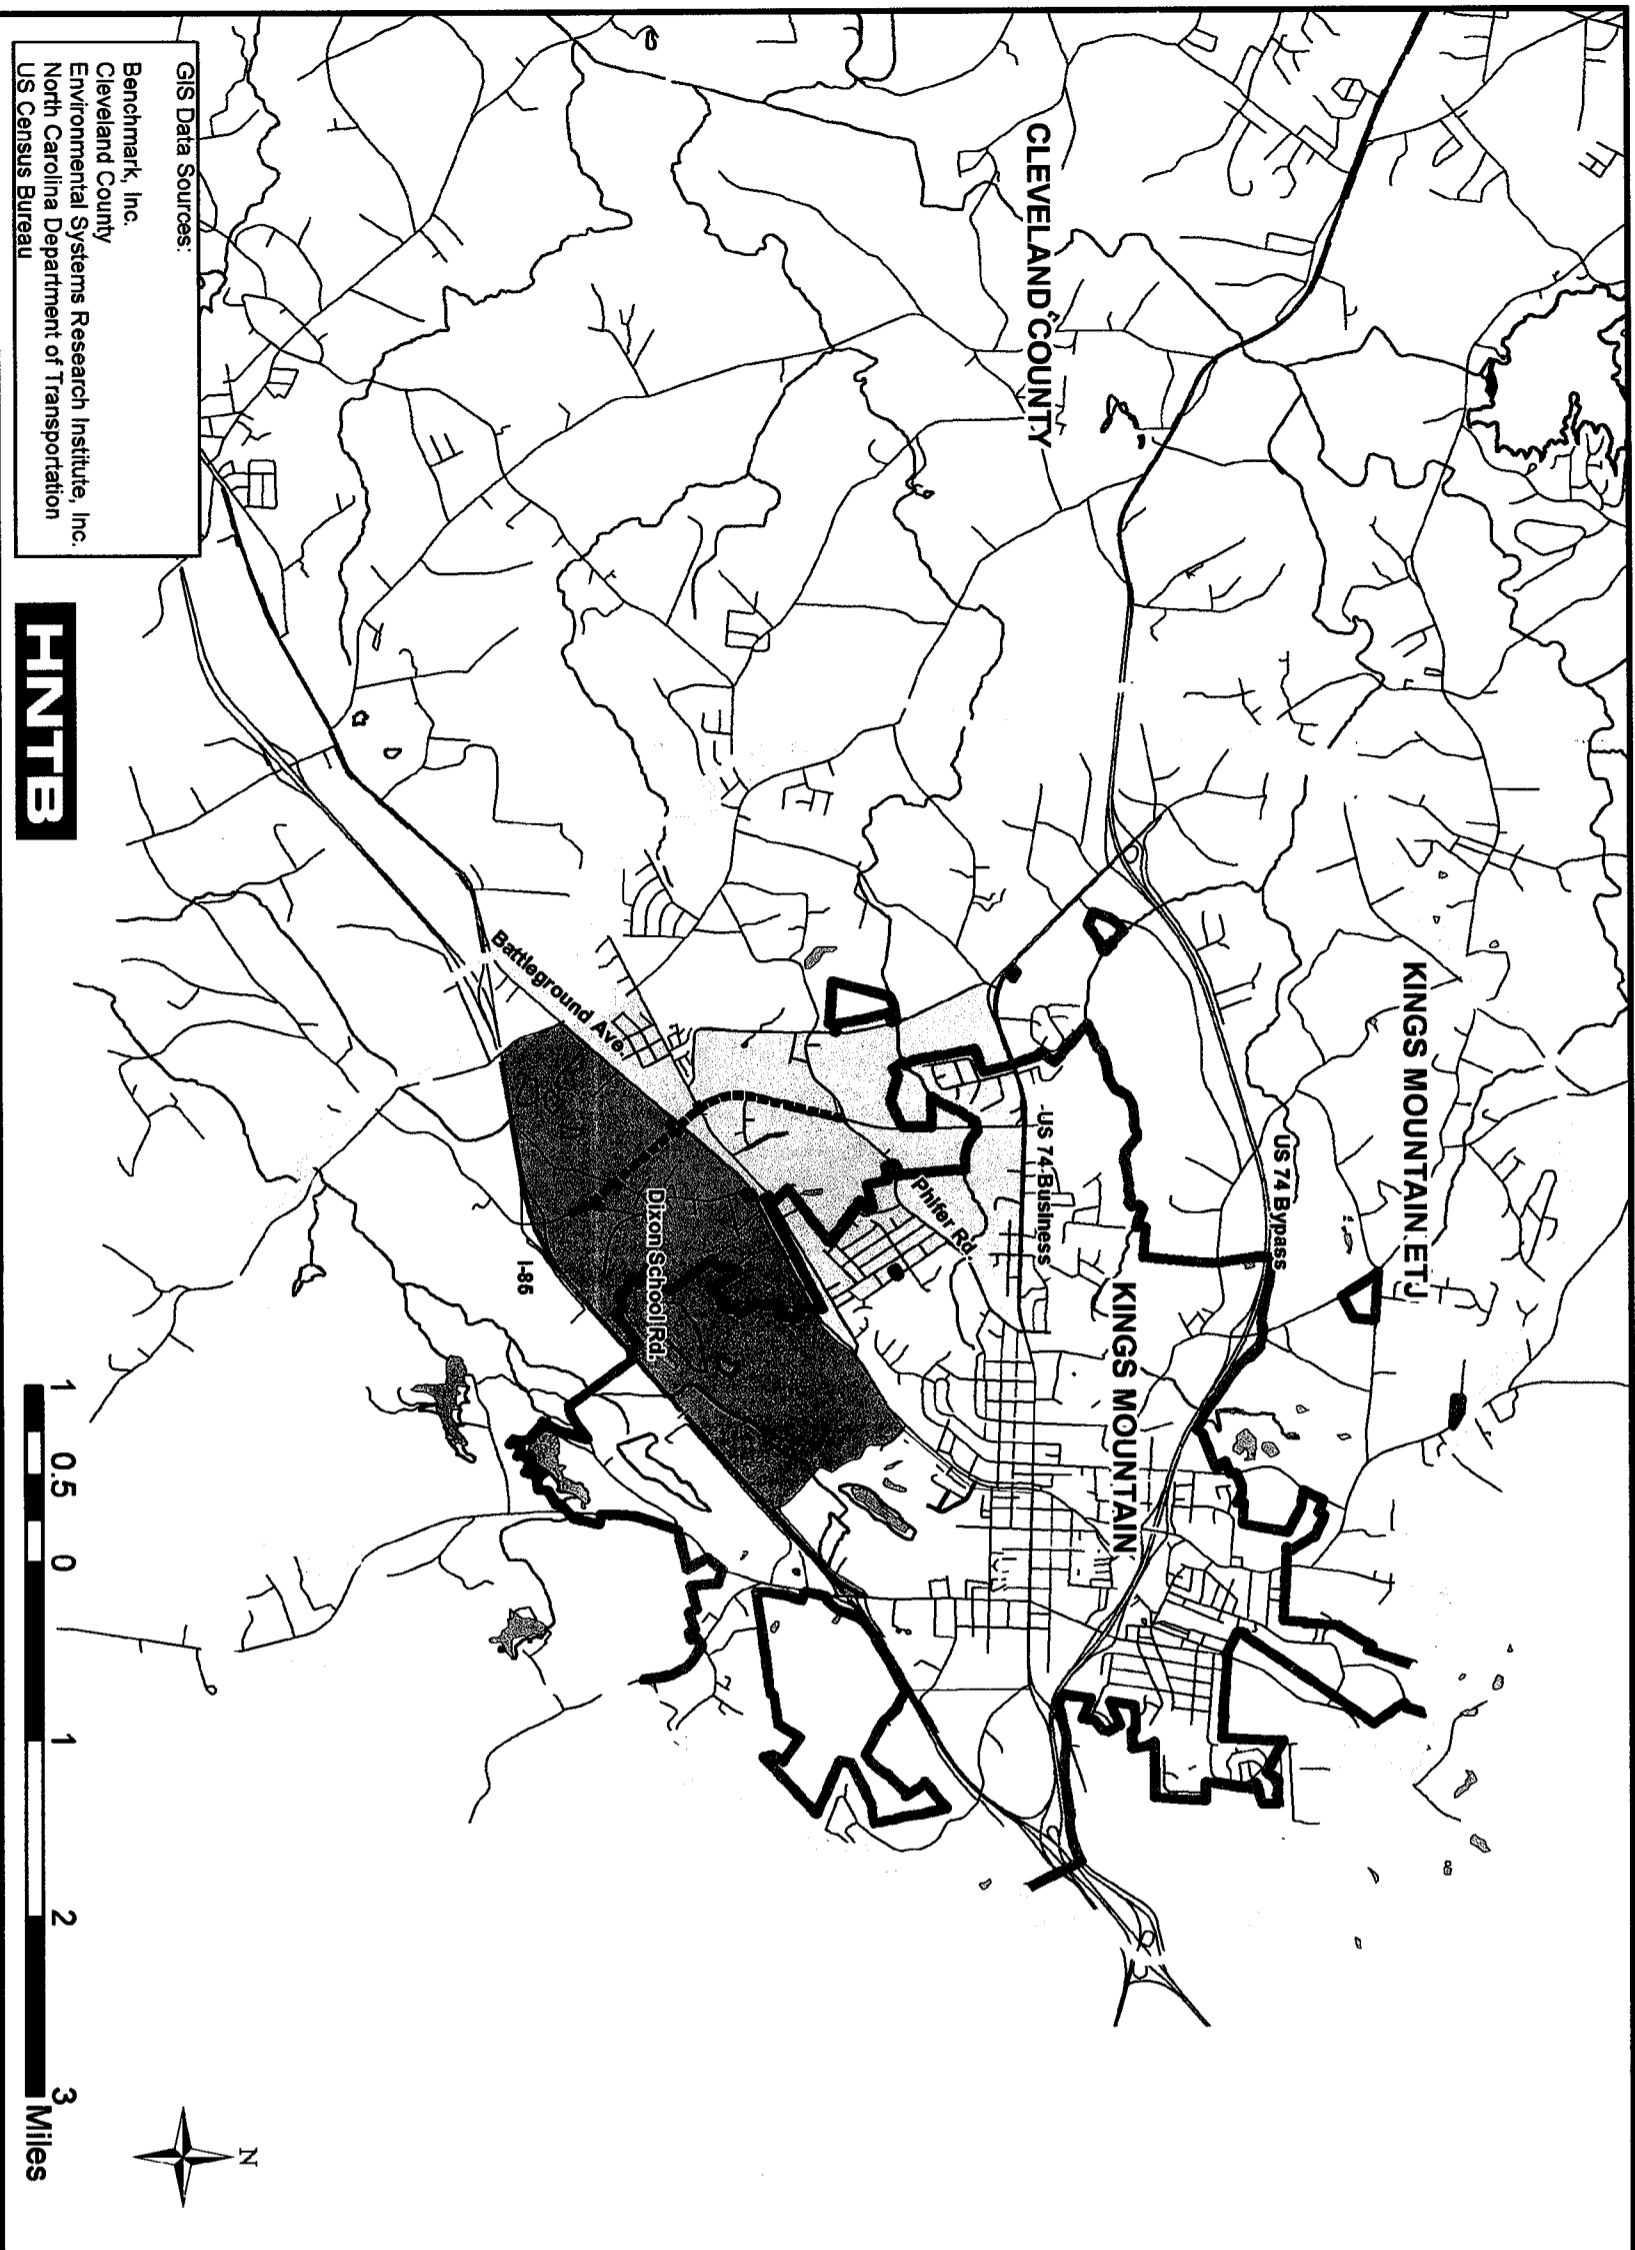 KINGS MOUNTAIN ETJ
US 74 Bypass
CLEVELAND COUNTY
KINGS MOUNTAIN
US 74 Business
Phifer Rd.
Battleground Ave.
Dixon School Rd.
I-85
GIS Data Sources:
Benchmark, Inc.
Cleveland County
Environmental Systems Research Institute, Inc.
North Carolina Department of Transportation
US Census Bureau
HNTB
1 0.5 0 1 2 3 Miles
N